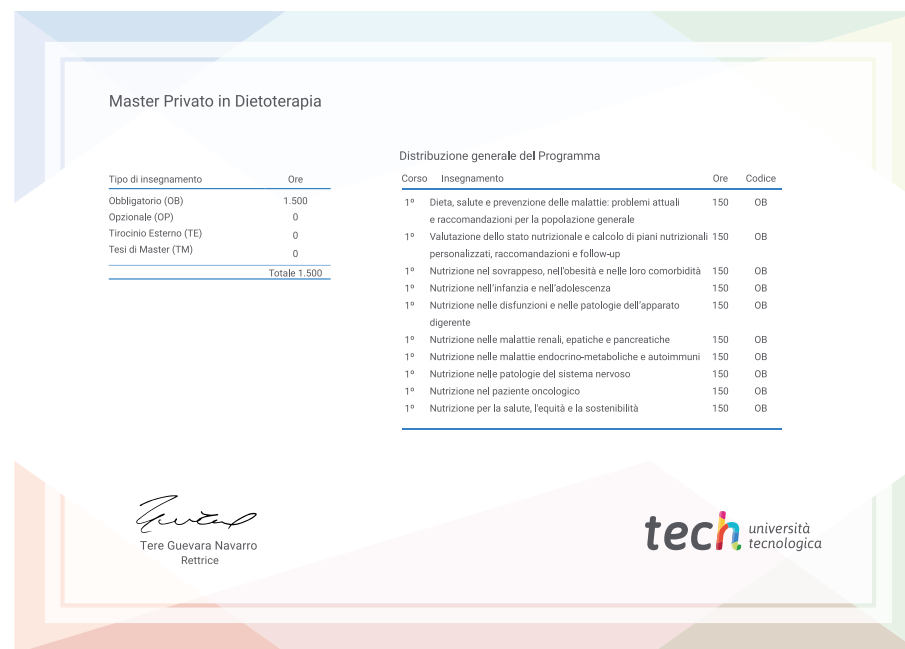 Master Privato in Dietoterapia
Tipo di insegnamento Ore
Obbligatorio (OB) 1.500
Opzionale (OP) 0
Tirocinio Esterno (TE) 0
Tesi di Master (TM) 0
Totale 1.500
Distribuzione generale del Programma
Corso Insegnamento Ore Codice
1º Dieta, salute e prevenzione delle malattie: problemi attuali 150 OB
e raccomandazioni per la popolazione generale
1º Valutazione dello stato nutrizionale e calcolo di piani nutrizionali 150 OB
personalizzati, raccomandazioni e follow-up
1º Nutrizione nel sovrappeso, nell'obesità e nelle loro comorbidità 150 OB
1º Nutrizione nell'infanzia e nell'adolescenza 150 OB
1º Nutrizione nelle disfunzioni e nelle patologie dell'apparato 150 OB
digerente
1º Nutrizione nelle malattie renali, epatiche e pancreatiche 150 OB
1º Nutrizione nelle malattie endocrino-metaboliche e autoimmuni 150 OB
1º Nutrizione nelle patologie del sistema nervoso 150 OB
1º Nutrizione nel paziente oncologico 150 OB
1º Nutrizione per la salute, l'equità e la sostenibilità 150 OB
Tere Guevara Navarro
Rettrice
tech università
tecnologica